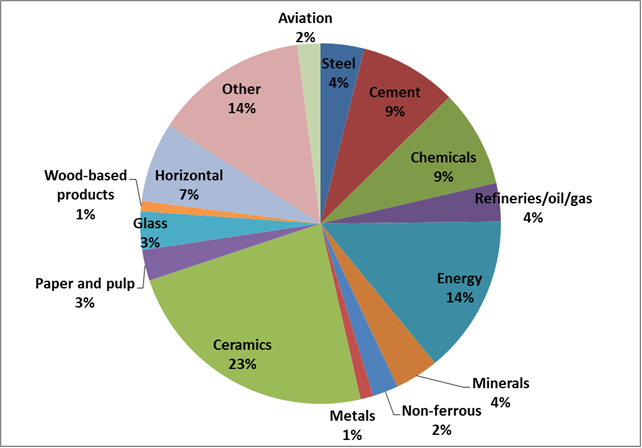 Aviation
2%
Steel
4%
Cement
9%
Chemicals
9%
Refineries/oil/gas
4%
Energy
14%
Minerals
4%
Non-ferrous
2%
Metals
1%
Ceramics
23%
Paper and pulp
3%
Glass
3%
Wood-based
products
1%
Horizontal
7%
Other
14%